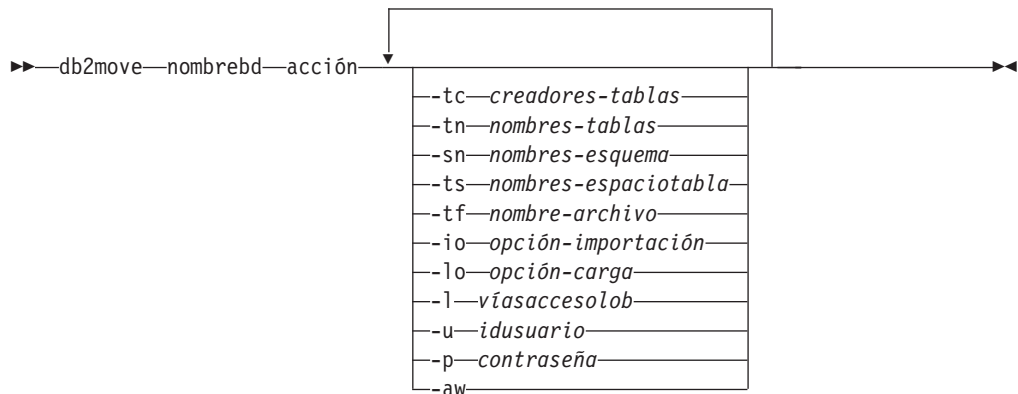 db2move nombrebd acción
-tc creadores-tablas
-tn nombres-tablas
-sn nombres-esquema
-ts nombres-espaciotabla
-tf nombre-archivo
-io opción-importación
-lo opción-carga
-l víasaccesolob
-u idusuario
-p contraseña
-aw